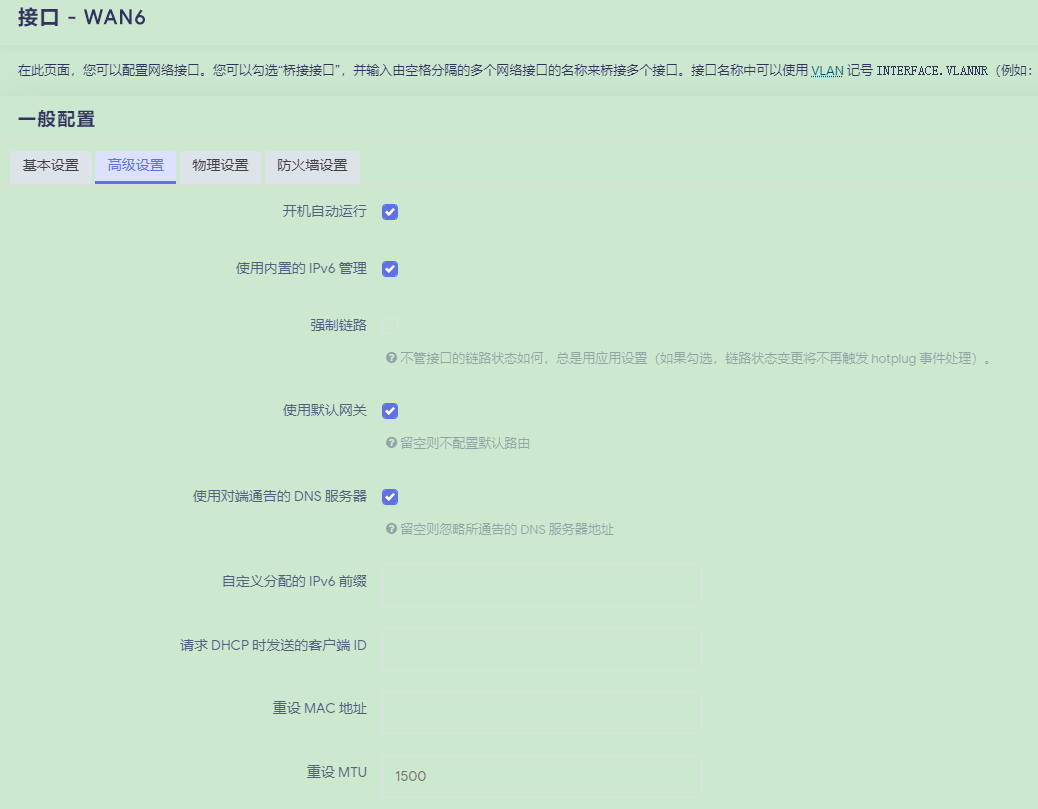 接口 - WAN6
在此页面，您可以配置网络接口。您可以勾选“桥接接口”，并输入由空格分隔的多个网络接口的名称来桥接多个接口。接口名称中可以使用 VLAN 记号 INTERFACE.VLANNR（例如：
一般配置
基本设置 高级设置 物理设置 防火墙设置
开机自动运行
使用内置的 IPv6 管理
强制链路
不管接口的链路状态如何，总是用应用设置（如果勾选，链路状态变更将不再触发 hotplug 事件处理）。
使用默认网关
留空则不配置默认路由
使用对端通告的 DNS 服务器
留空则忽略所通告的 DNS 服务器地址
自定义分配的 IPv6 前缀
请求 DHCP 时发送的客户端 ID
重设 MAC 地址
重设 MTU 1500